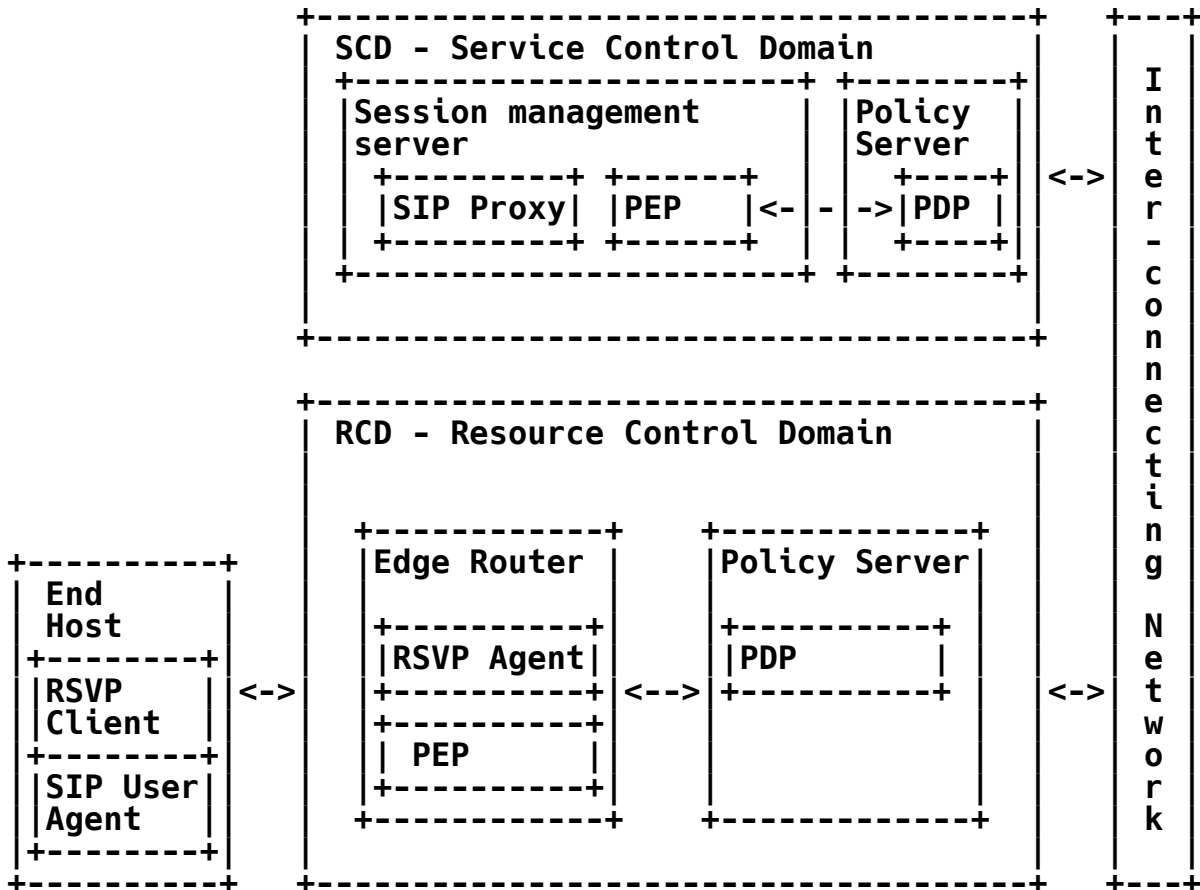 SCD - Service Control Domain
Session management
server
SIP Proxy
PEP
Policy
Server
PDP
<->
<-|-|->
RCD - Resource Control Domain
Edge Router
RSVP Agent
PEP
<-->
Policy Server
PDP
<->
End
Host
RSVP
Client
SIP User
Agent
<->
Inter-connecting Network